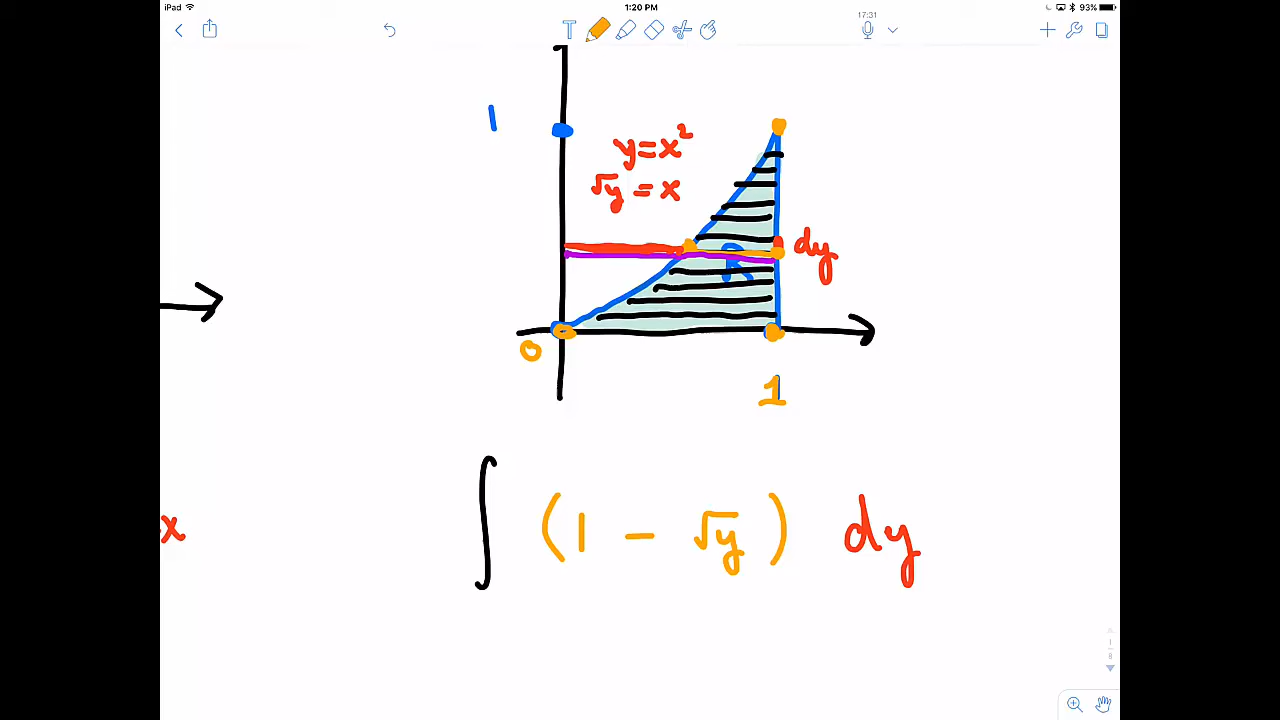 iPad 1:20 PM 93%
T 17:31
1
y=x²
√y = x
R dy
0
1
x ∫ (1 − √y) dy